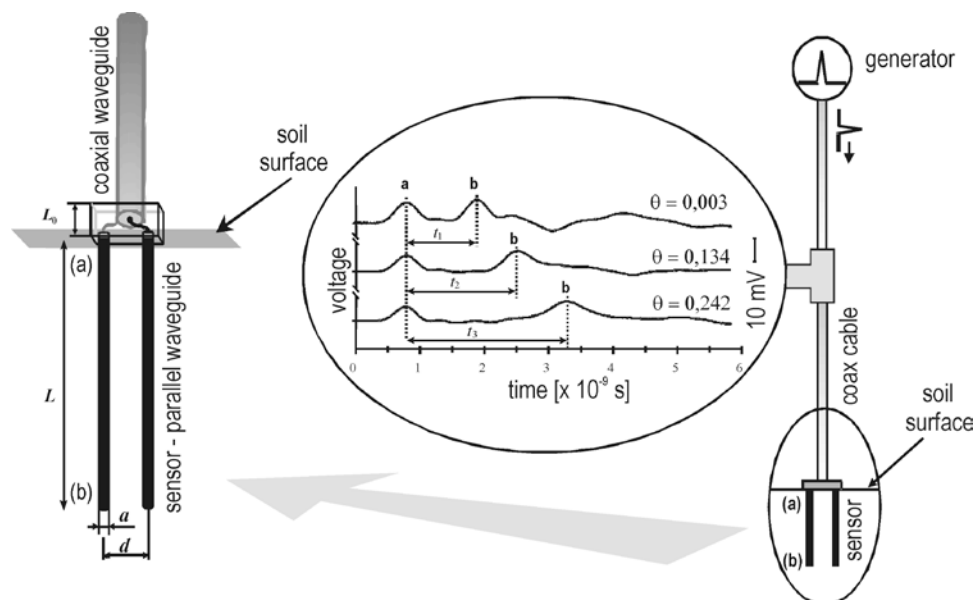 coaxial waveguide
soil
surface
L₀
(a)
L
sensor - parallel waveguide
(b)
a
d
voltage
a
b
θ = 0,003
t₁
b
θ = 0,134
t₂
b
θ = 0,242
t₃
10 mV
0
1
2
3
4
5
6
time [x 10⁻⁹ s]
generator
coax cable
soil
surface
(a)
sensor
(b)